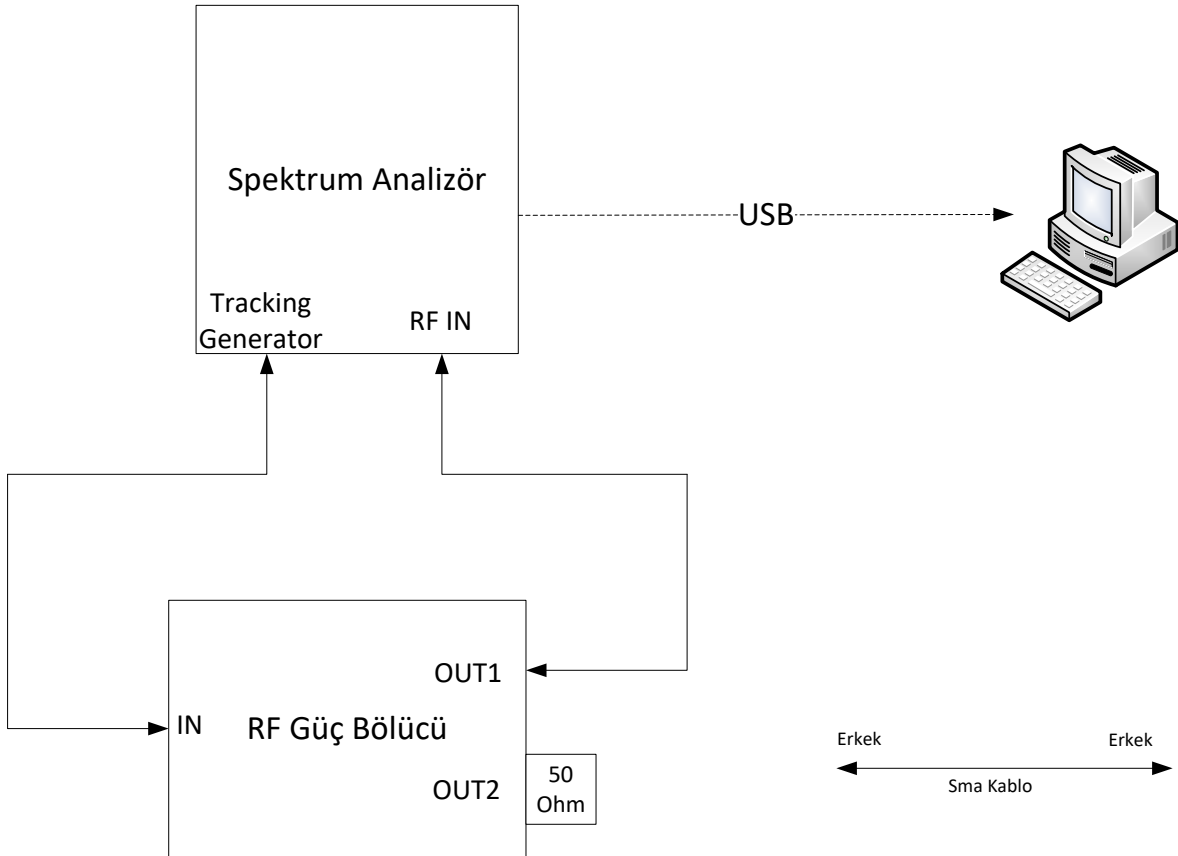 Spektrum Analizör
USB
Tracking
Generator
RF IN
OUT1
IN
RF Güç Bölücü
OUT2
50
Ohm
Erkek
Erkek
Sma Kablo